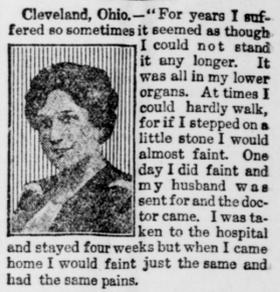 Cleveland, Ohio.—"For years I suf-
fered so sometimes it seemed as though
I could not stand
it any longer. It
was all in my lower
organs. At times I
could hardly walk,
for if I stepped on a
little stone I would
almost faint. One
day I did faint and
my husband was
sent for and the doc-
tor came. I was ta-
ken to the hospital
and stayed four weeks but when I came
home I would faint just the same and
had the same pains.